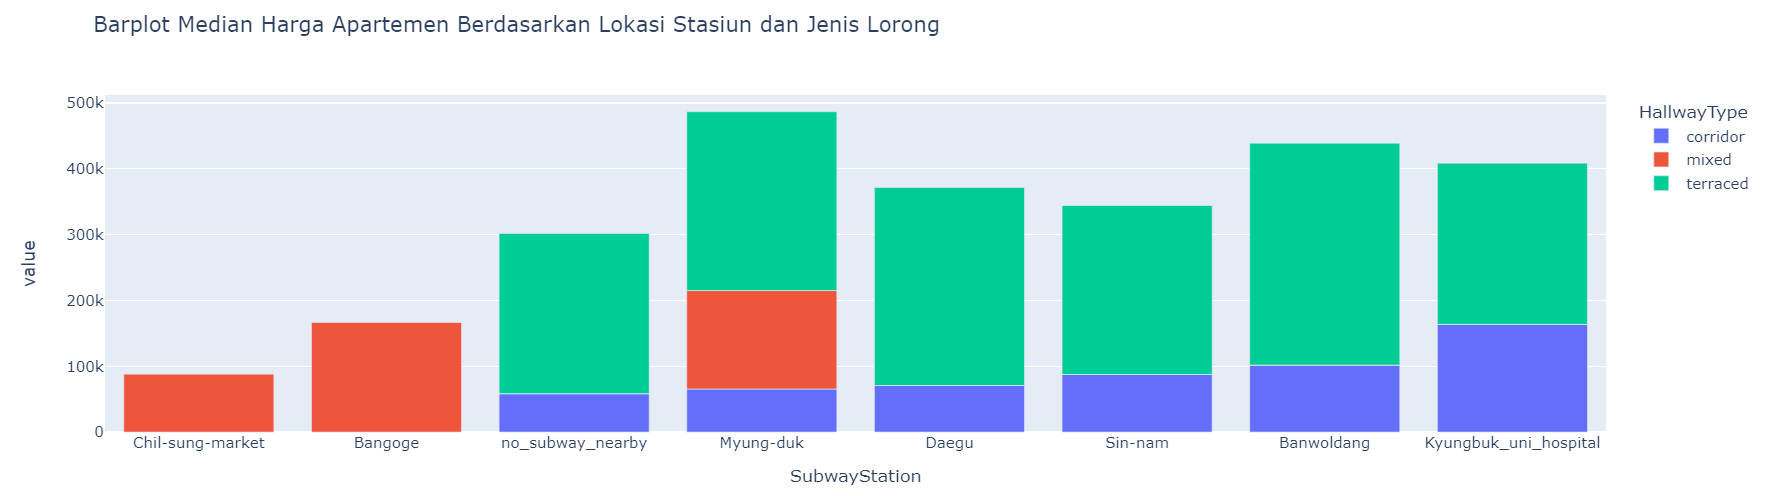 Barplot Median Harga Apartemen Berdasarkan Lokasi Stasiun dan Jenis Lorong
500k
400k
300k
200k
100k
0
value
Chil-sung-market
Bangoge
no_subway_nearby
Myung-duk
Daegu
Sin-nam
Banwoldang
Kyungbuk_uni_hospital
SubwayStation
HallwayType
corridor
mixed
terraced